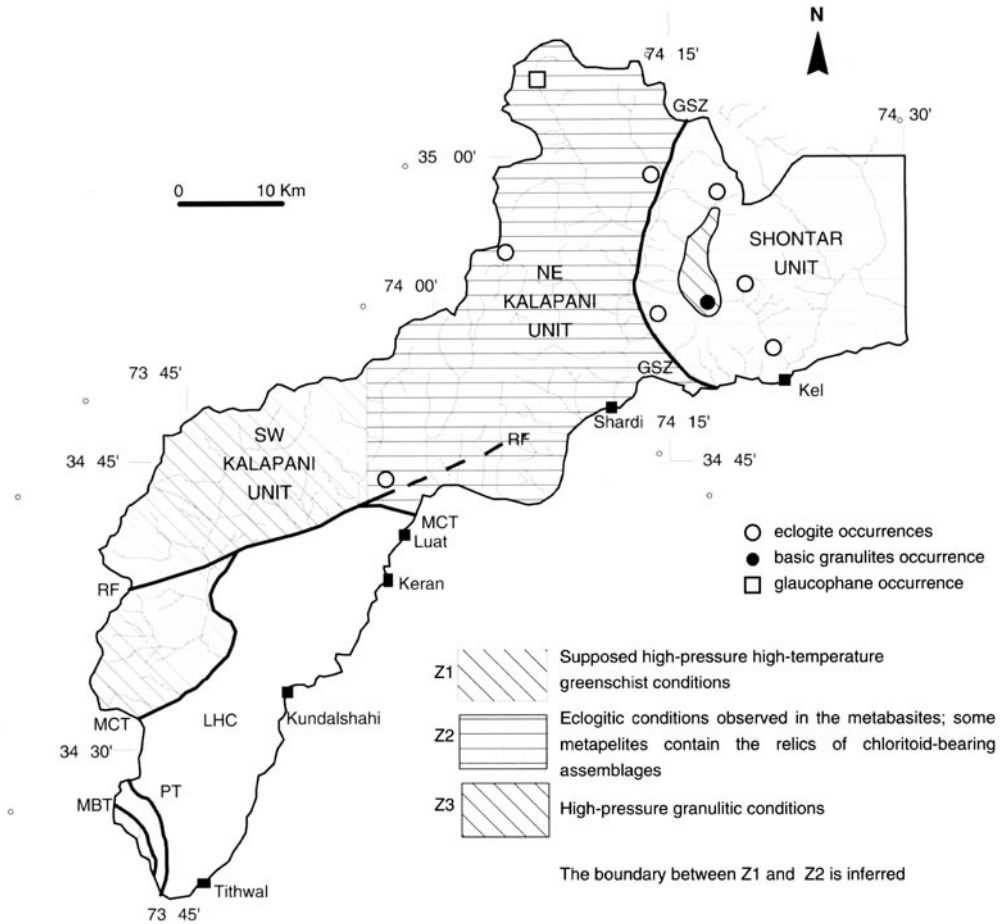 N
74 15'
GSZ
74 30'
35 00'
0 10 Km
SHONTAR
UNIT
NE
KALAPANI
UNIT
74 00'
73 45'
GSZ
Kel
Shardi
74 15'
SW
KALAPANI
UNIT
RF
34 45'
34 45'
MCT
Luat
eclogite occurrences
basic granulites occurrence
glaucophane occurrence
RF
Keran
Z1
Supposed high-pressure high-temperature
greenschist conditions
MCT
LHC
Kundalshahi
Z2
Eclogitic conditions observed in the metabasites; some
metapelites contain the relics of chloritoid-bearing
assemblages
34 30'
MBT
PT
Z3
High-pressure granulitic conditions
The boundary between Z1 and Z2 is inferred
Tithwal
73 45'